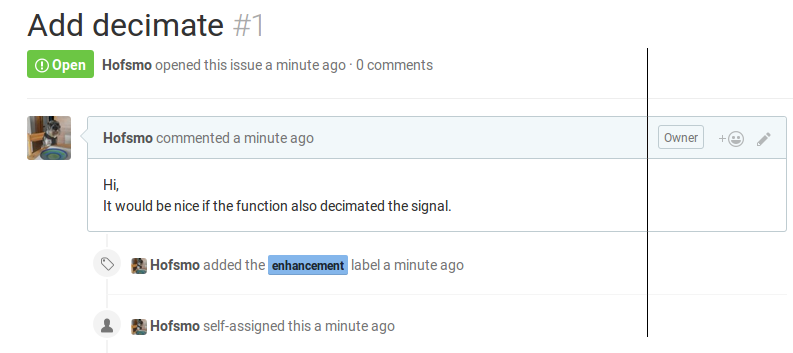 Add decimate #1
Open Hofsmo opened this issue a minute ago · 0 comments
Hofsmo commented a minute ago Owner
Hi,
It would be nice if the function also decimated the signal.
Hofsmo added the enhancement label a minute ago
Hofsmo self-assigned this a minute ago